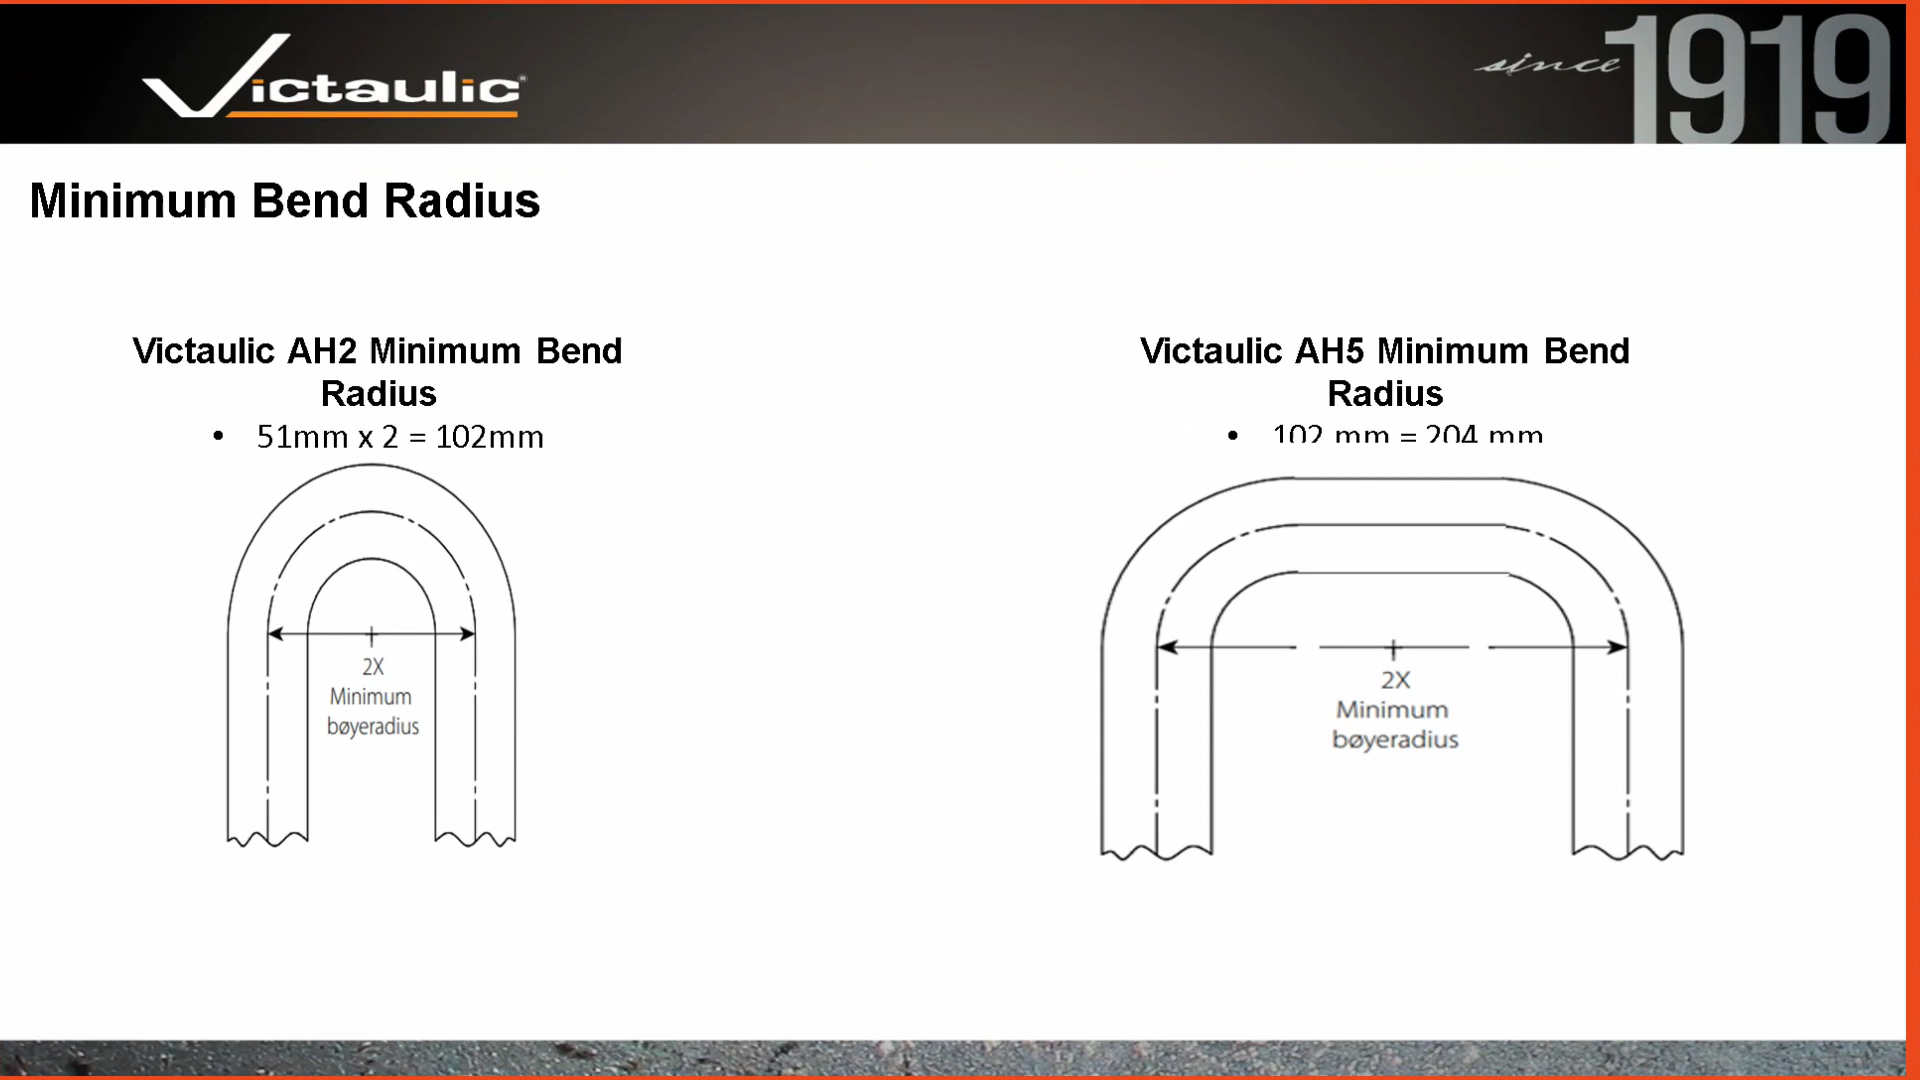 Victaulic®
since 1919
Minimum Bend Radius
Victaulic AH2 Minimum Bend
Radius
• 51mm x 2 = 102mm
2X
Minimum
bøyeradius
Victaulic AH5 Minimum Bend
Radius
• 102 mm = 204 mm
2X
Minimum
bøyeradius